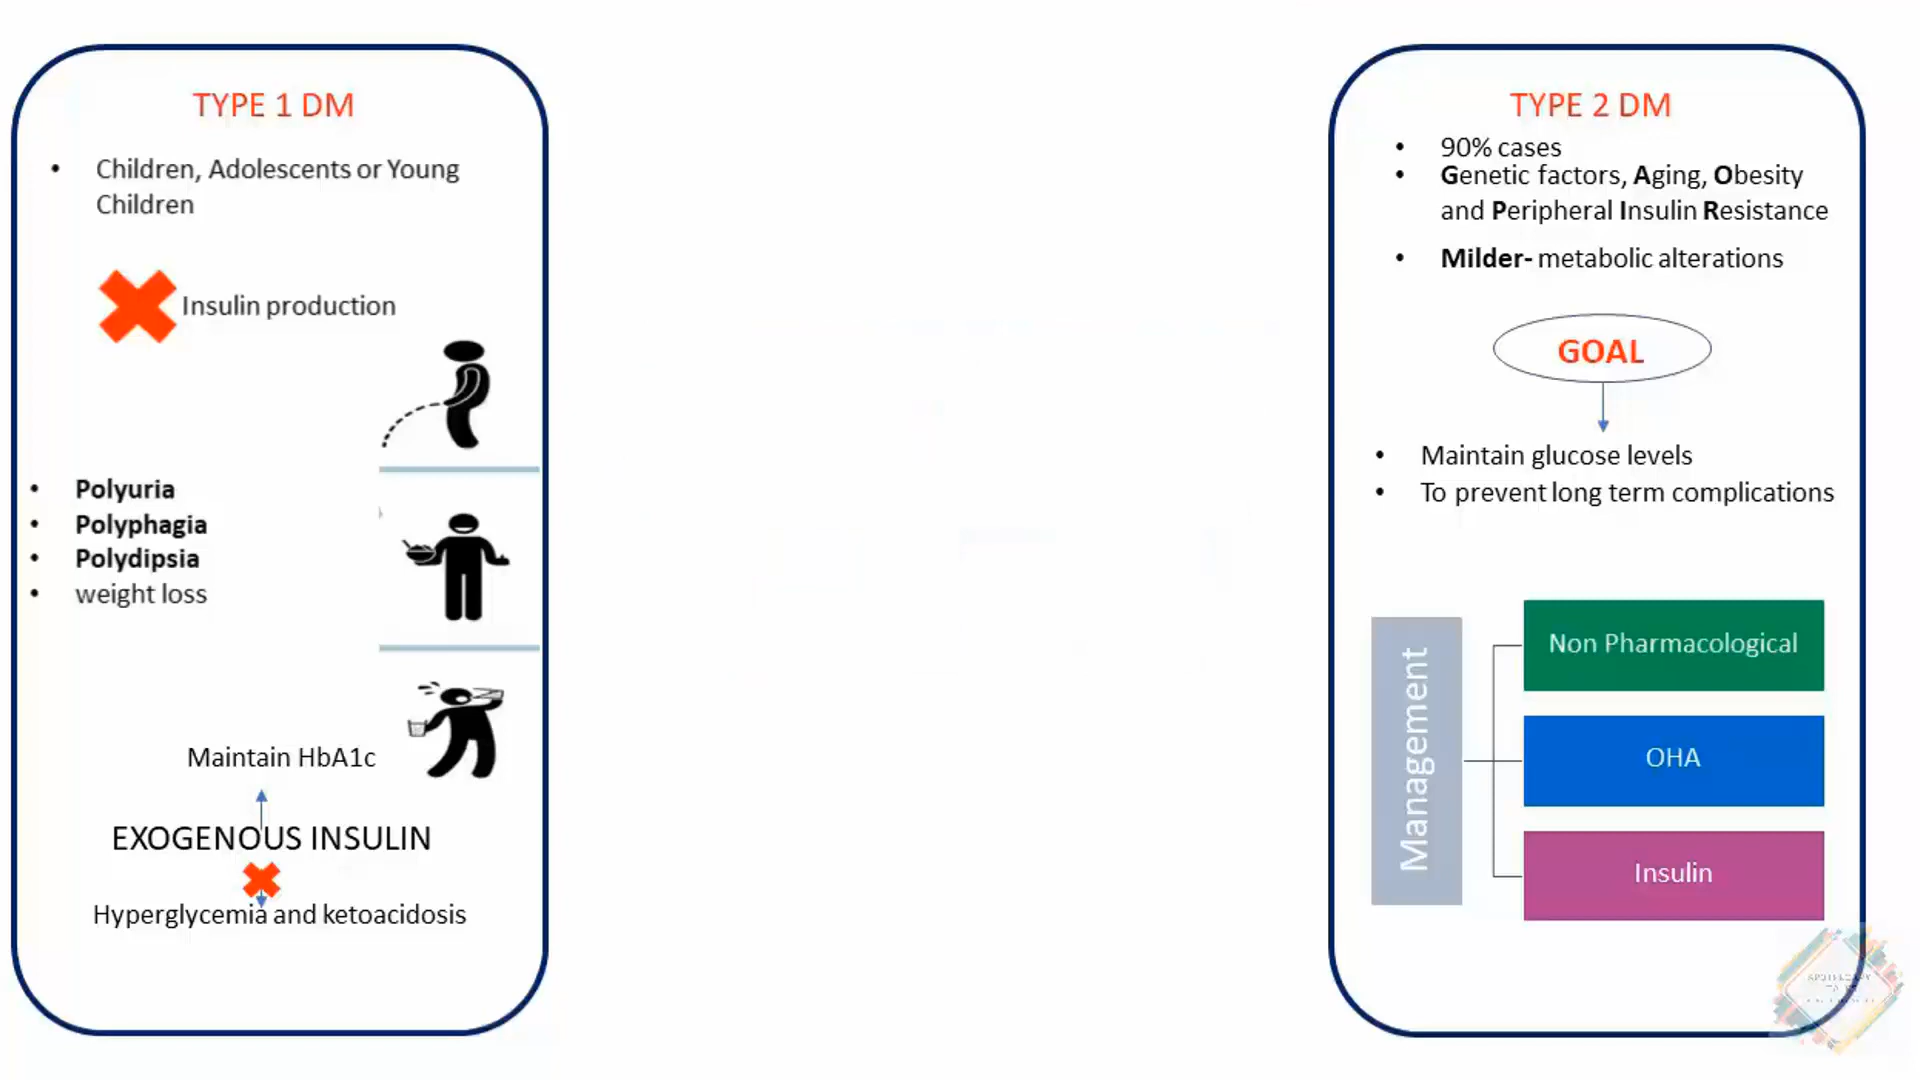 TYPE 1 DM
• Children, Adolescents or Young
Children
Insulin production
• Polyuria
• Polyphagia
• Polydipsia
• weight loss
Maintain HbA1c
EXOGENOUS INSULIN
Hyperglycemia and ketoacidosis
TYPE 2 DM
• 90% cases
• Genetic factors, Aging, Obesity
and Peripheral Insulin Resistance
• Milder- metabolic alterations
GOAL
• Maintain glucose levels
• To prevent long term complications
Management
Non Pharmacological
OHA
Insulin